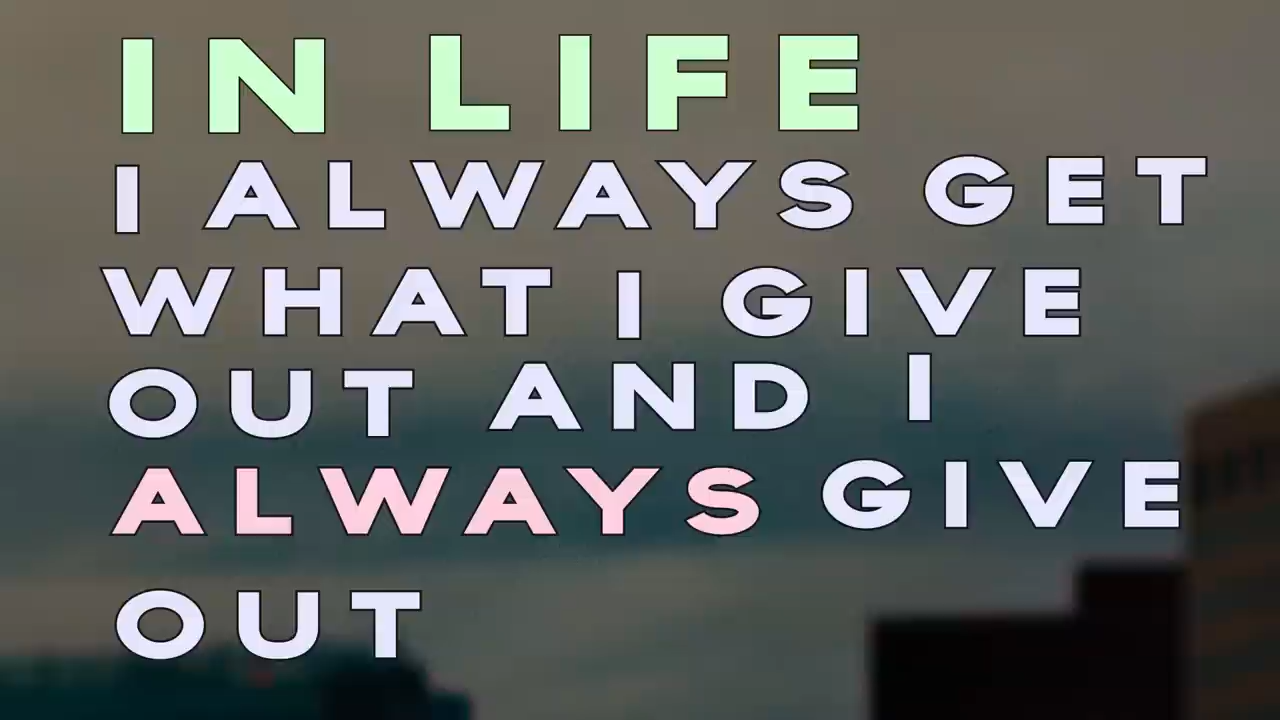 IN LIFE
I ALWAYS GET
WHAT I GIVE
OUT AND I
ALWAYS GIVE
OUT